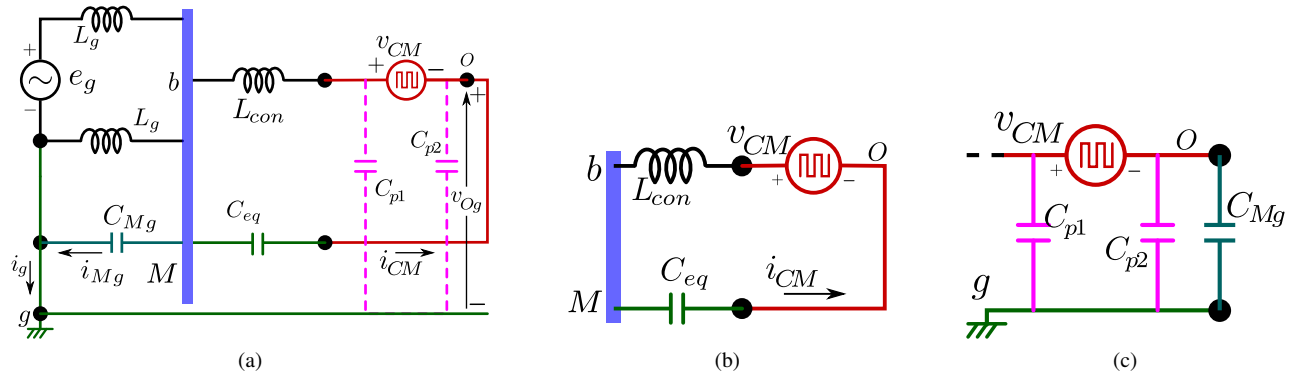 L_g
+
e_g
−
L_g
b
L_con
v_CM
+
−
O
+
C_p2
C_p1
v_Og
C_Mg
C_eq
i_g
i_Mg
M
i_CM
−
g
(a)
b
L_con
v_CM
+
−
O
C_eq
M
i_CM
(b)
v_CM
+
−
O
C_p1
C_p2
C_Mg
g
(c)